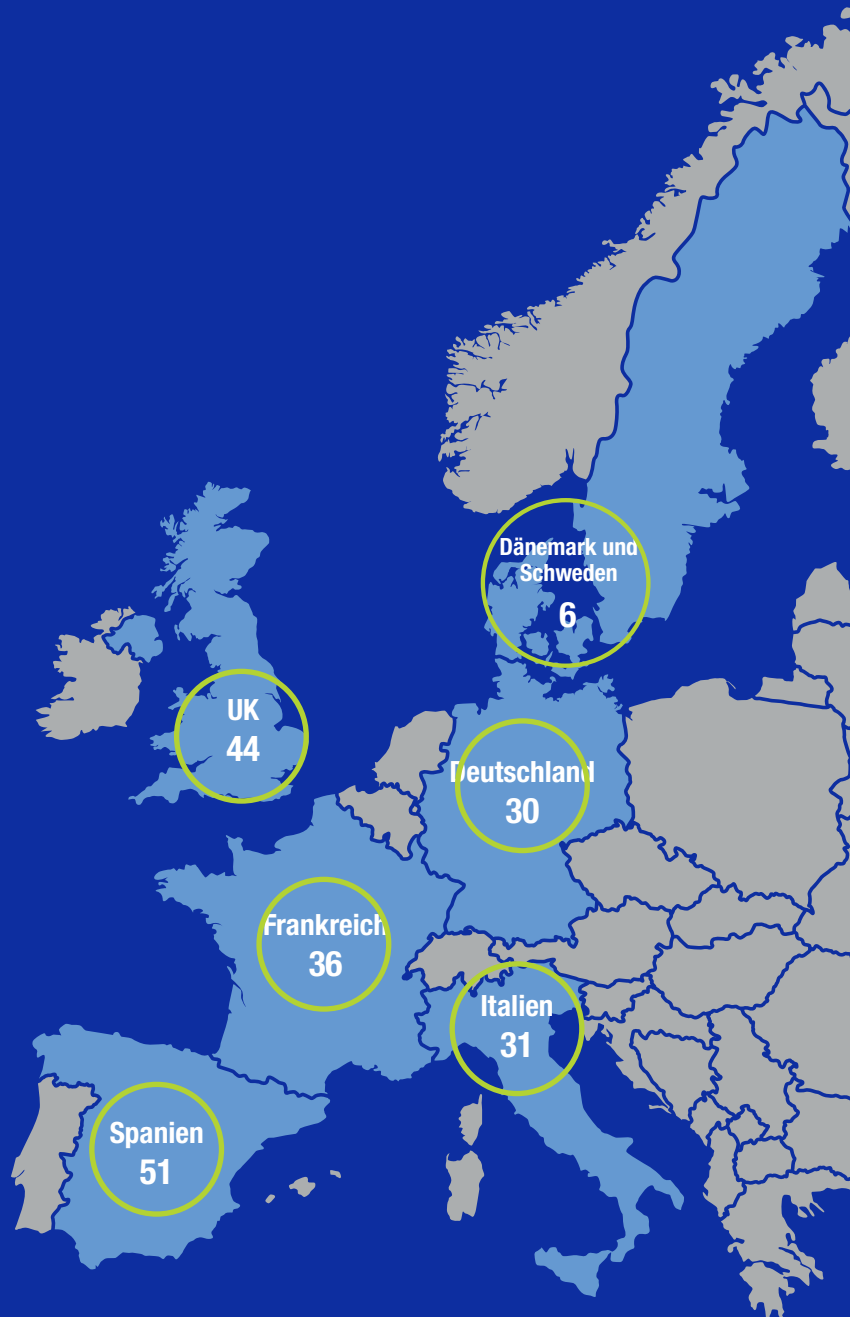 Dänemark und
Schweden
6
UK
44
Deutschland
30
Frankreich
36
Italien
31
Spanien
51